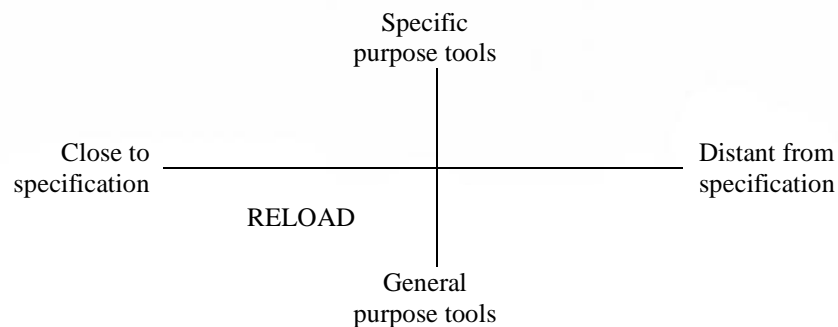 Specific
purpose tools
Close to
specification
Distant from
specification
RELOAD
General
purpose tools